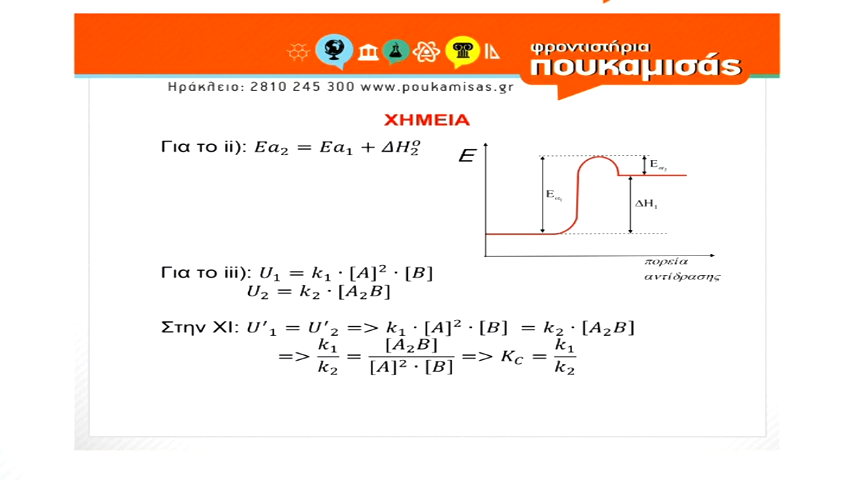 φροντιστήρια
πουκαμισάς
Ηράκλειο: 2810 245 300 www.poukamisas.gr
ΧΗΜΕΙΑ
Για το ii): Ea₂ = Ea₁ + ΔH₂ᵒ
E
Eα₁
Eα₂
ΔH₁
πορεία
αντίδρασης
Για το iii): U₁ = k₁ · [A]² · [B]
U₂ = k₂ · [A₂B]
Στην ΧΙ: U′₁ = U′₂ => k₁ · [A]² · [B] = k₂ · [A₂B]
=> k₁/k₂ = [A₂B]/[A]² · [B] => K_C = k₁/k₂